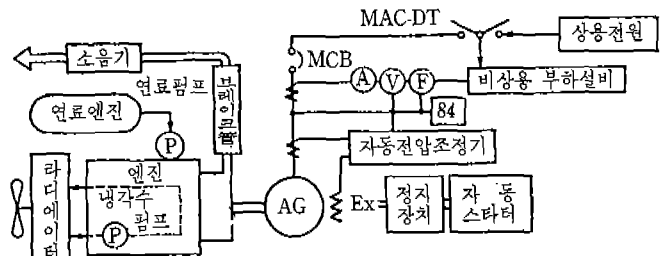 MAC-DT
상용전원
MCB
소음기
연료펌프
브레이크管
A
V
F
비상용 부하설비
연료엔진
84
P
자동전압조정기
엔진
라디에이터
냉각수
펌프
P
AG
Ex
정지
장치
자 동
스타터